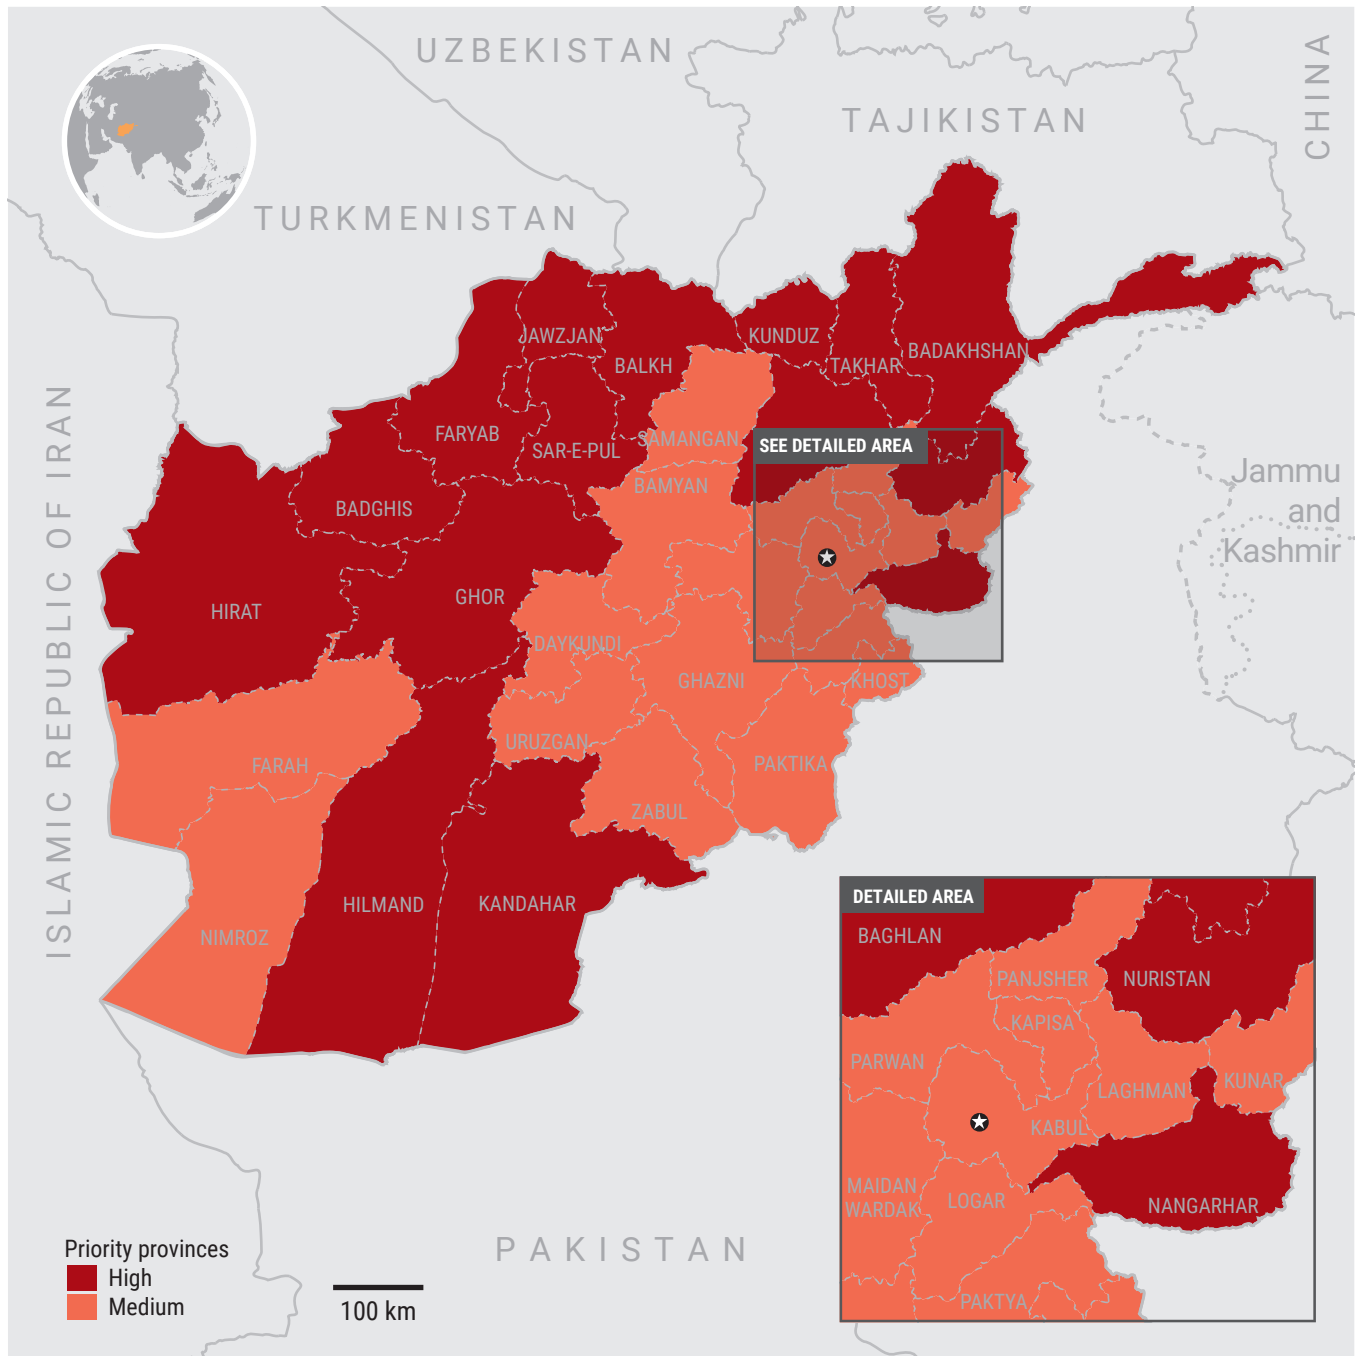 UZBEKISTAN
CHINA
TAJIKISTAN
TURKMENISTAN
JAWZJAN
KUNDUZ
BALKH
TAKHAR
BADAKHSHAN
FARYAB
SAMANGAN
SAR-E-PUL
SEE DETAILED AREA
BAMYAN
BADGHIS
Jammu
and
Kashmir
ISLAMIC REPUBLIC OF IRAN
HIRAT
GHOR
DAYKUNDI
GHAZNI
KHOST
URUZGAN
FARAH
PAKTIKA
ZABUL
HILMAND
KANDAHAR
NIMROZ
DETAILED AREA
BAGHLAN
PANJSHER
NURISTAN
KAPISA
PARWAN
LAGHMAN
KUNAR
KABUL
MAIDAN
WARDAK
LOGAR
NANGARHAR
PAKTYA
PAKISTAN
Priority provinces
High
Medium
100 km